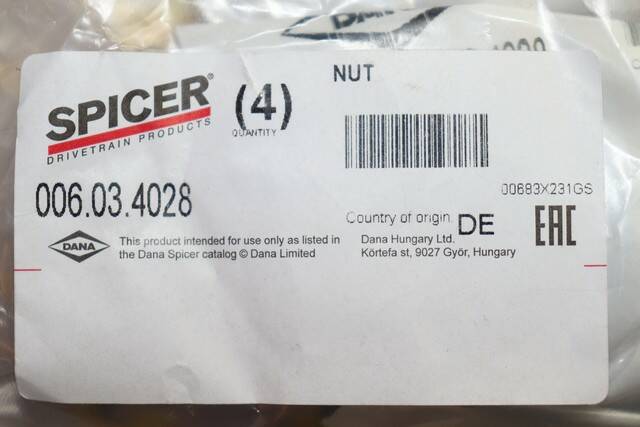 NUT
SPICER®
DRIVETRAIN PRODUCTS
(4)
QUANTITY
006.03.4028
00683X231GS
Country of origin DE
EAC
DANA
This product intended for use only as listed in
the Dana Spicer catalog © Dana Limited
Dana Hungary Ltd.
Körtefa st, 9027 Győr, Hungary